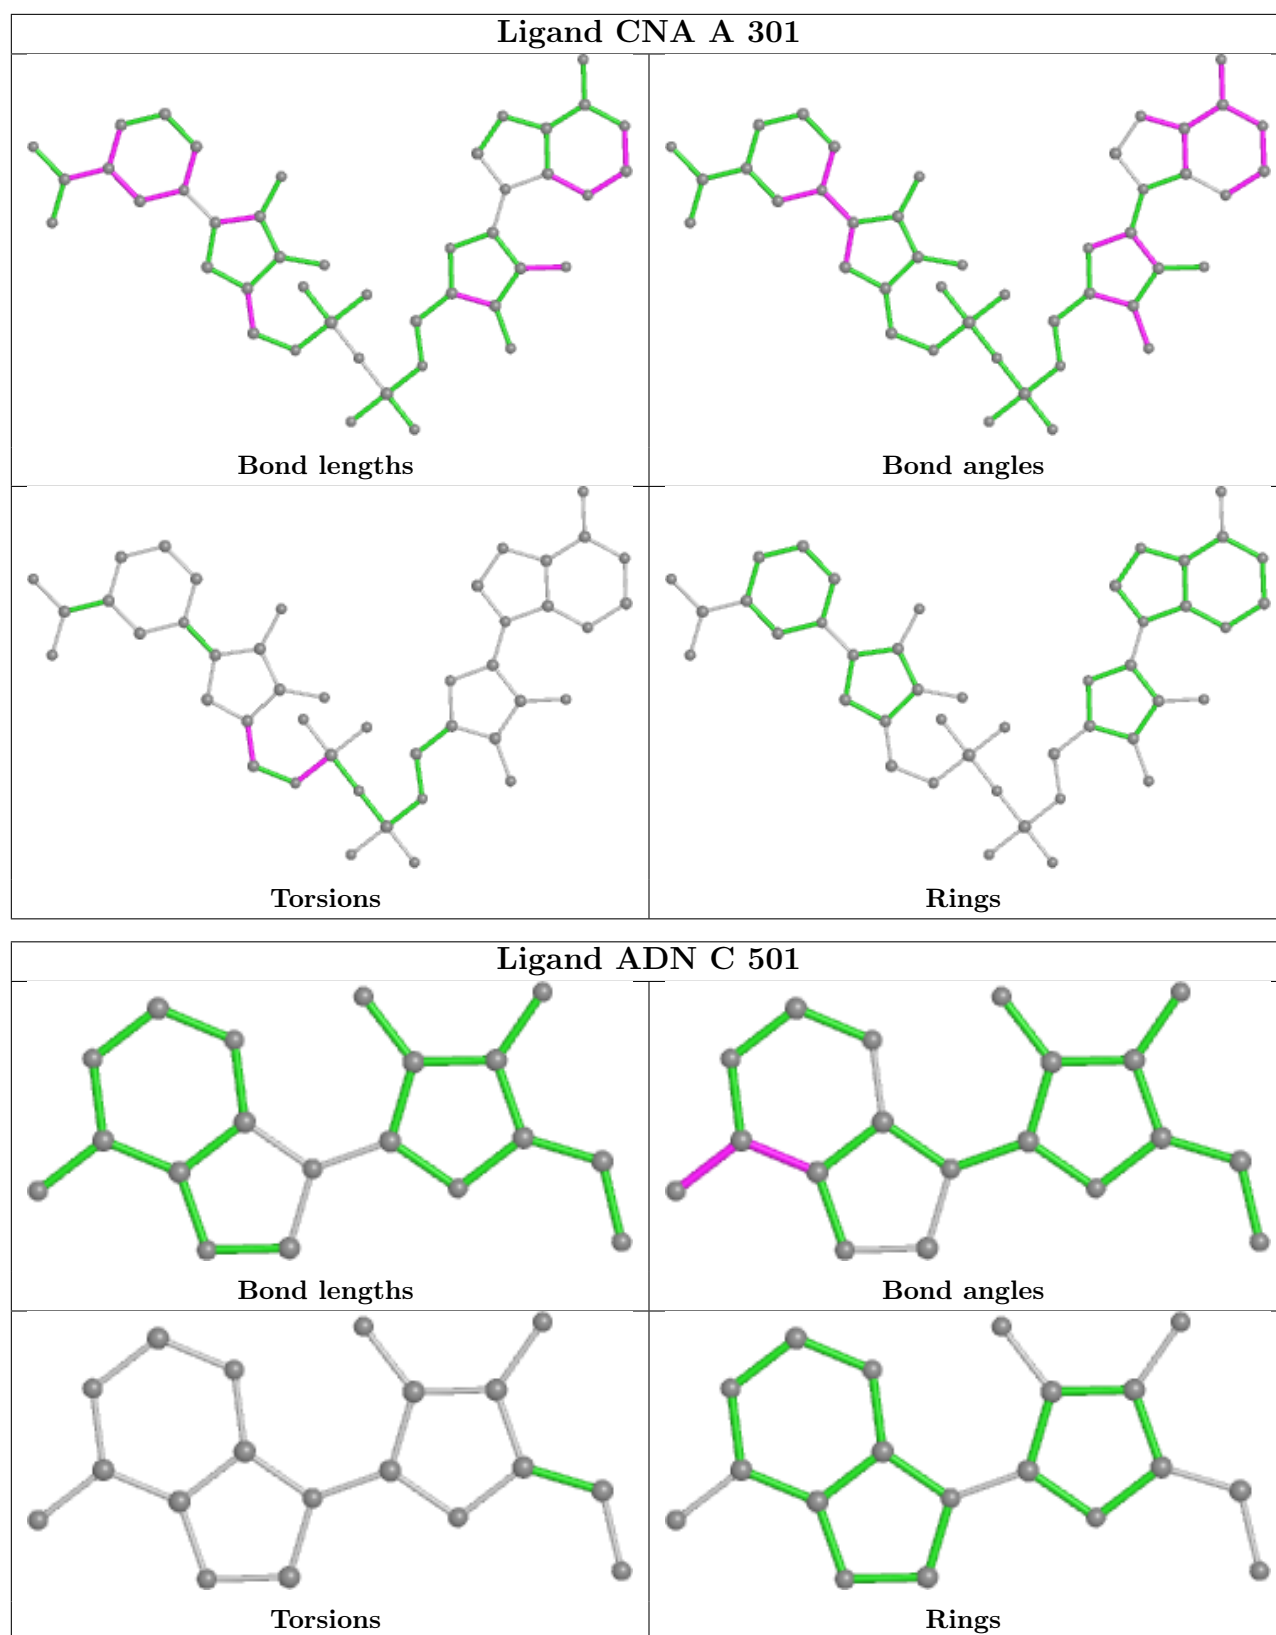 Ligand CNA A 301
Bond lengths
Bond angles
Torsions
Rings
Ligand ADN C 501
Bond lengths
Bond angles
Torsions
Rings